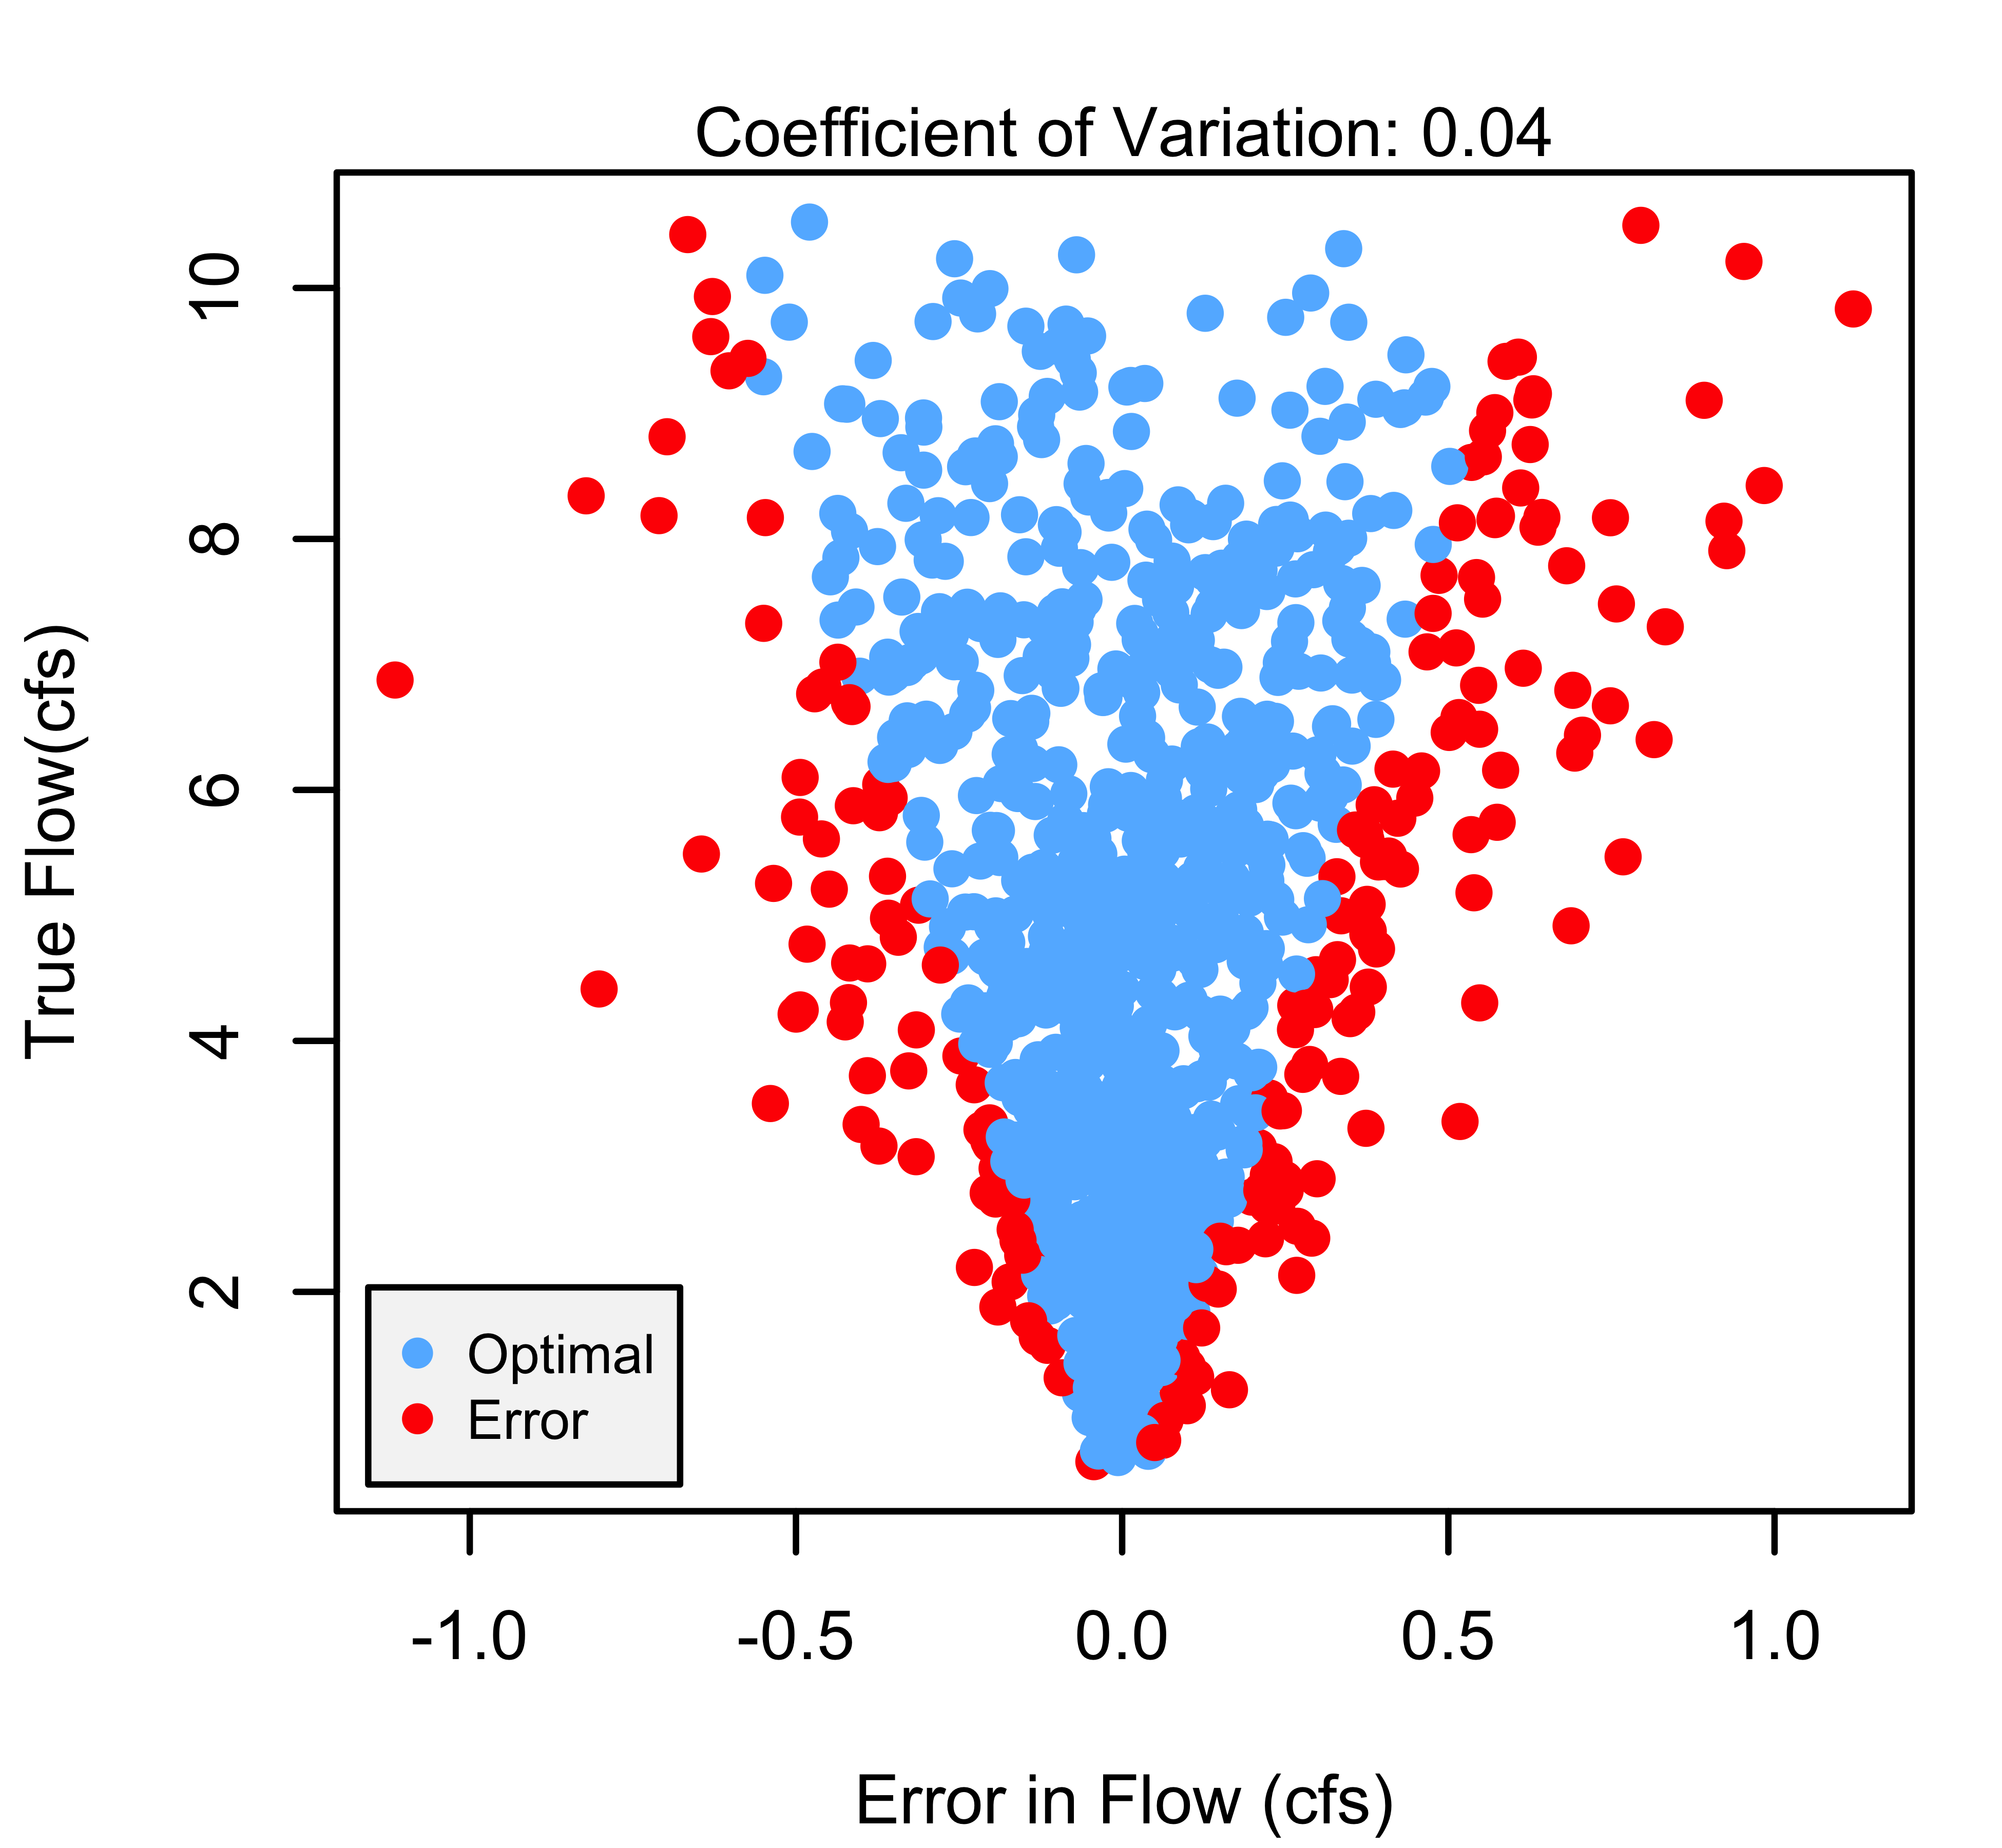 Coefficient of Variation: 0.04
True Flow(cfs)
10
8
6
4
2
Optimal
Error
-1.0 -0.5 0.0 0.5 1.0
Error in Flow (cfs)